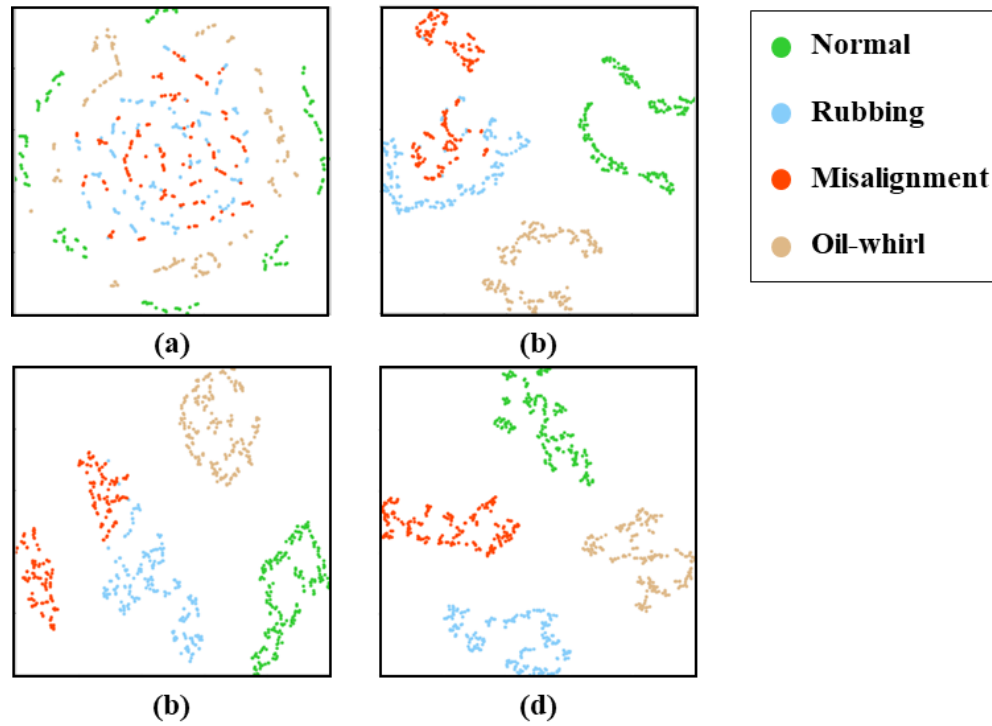 Normal
Rubbing
Misalignment
Oil-whirl
(a)
(b)
(b)
(d)